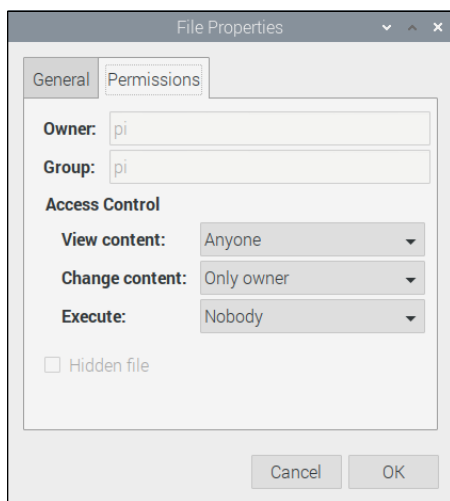 File Properties
General Permissions
Owner: pi
Group: pi
Access Control
View content: Anyone
Change content: Only owner
Execute: Nobody
Hidden file
Cancel OK